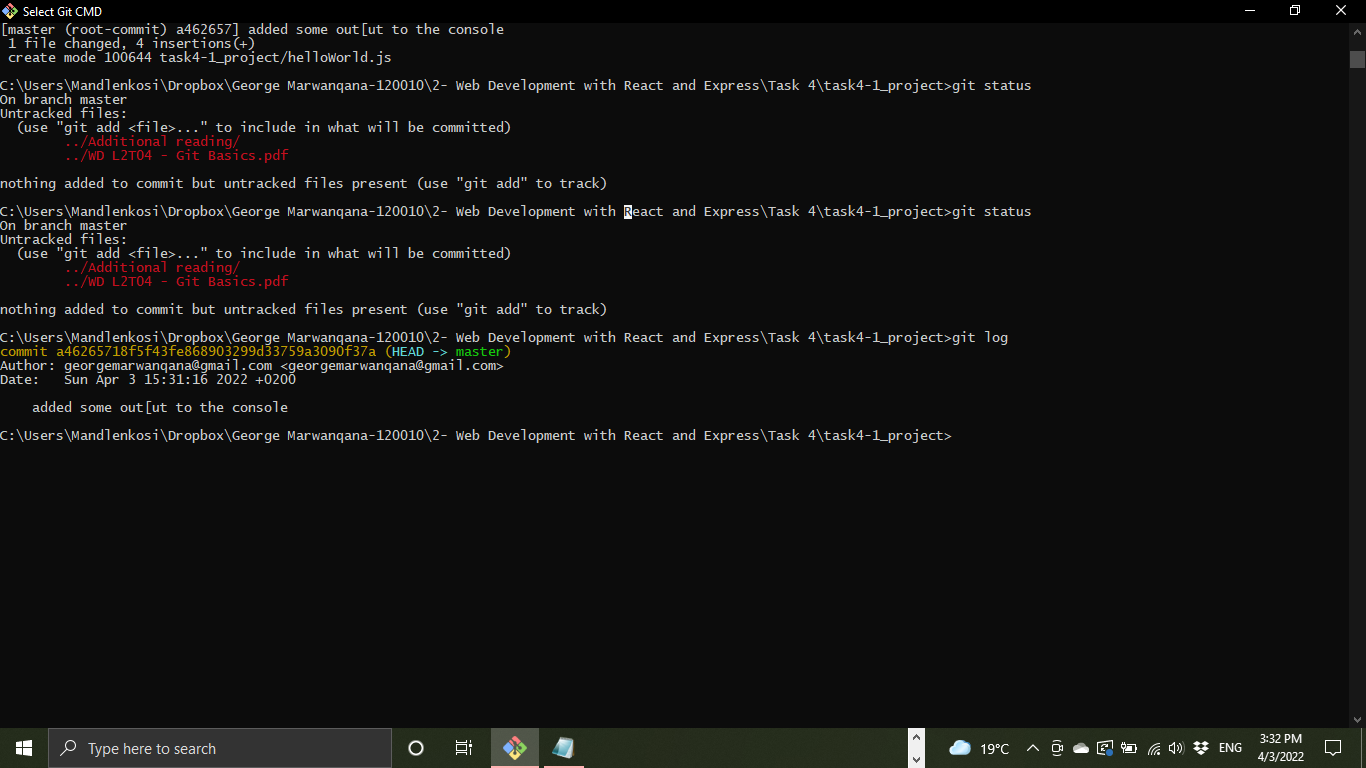 Select Git CMD
[master (root-commit) a462657] added some out[ut to the console
 1 file changed, 4 insertions(+)
 create mode 100644 task4-1_project/helloWorld.js
C:\Users\Mandlenkosi\Dropbox\George Marwanqana-120010\2- Web Development with React and Express\Task 4\task4-1_project>git status
On branch master
Untracked files:
  (use "git add <file>..." to include in what will be committed)
        ../Additional reading/
        ../WD L2T04 - Git Basics.pdf
nothing added to commit but untracked files present (use "git add" to track)
C:\Users\Mandlenkosi\Dropbox\George Marwanqana-120010\2- Web Development with React and Express\Task 4\task4-1_project>git status
On branch master
Untracked files:
  (use "git add <file>..." to include in what will be committed)
        ../Additional reading/
        ../WD L2T04 - Git Basics.pdf
nothing added to commit but untracked files present (use "git add" to track)
C:\Users\Mandlenkosi\Dropbox\George Marwanqana-120010\2- Web Development with React and Express\Task 4\task4-1_project>git log
commit a46265718f5f43fe868903299d33759a3090f37a (HEAD -> master)
Author: georgemarwanqana@gmail.com <georgemarwanqana@gmail.com>
Date:   Sun Apr 3 15:31:16 2022 +0200
    added some out[ut to the console
C:\Users\Mandlenkosi\Dropbox\George Marwanqana-120010\2- Web Development with React and Express\Task 4\task4-1_project>
Type here to search
19°C
ENG
3:32 PM
4/3/2022